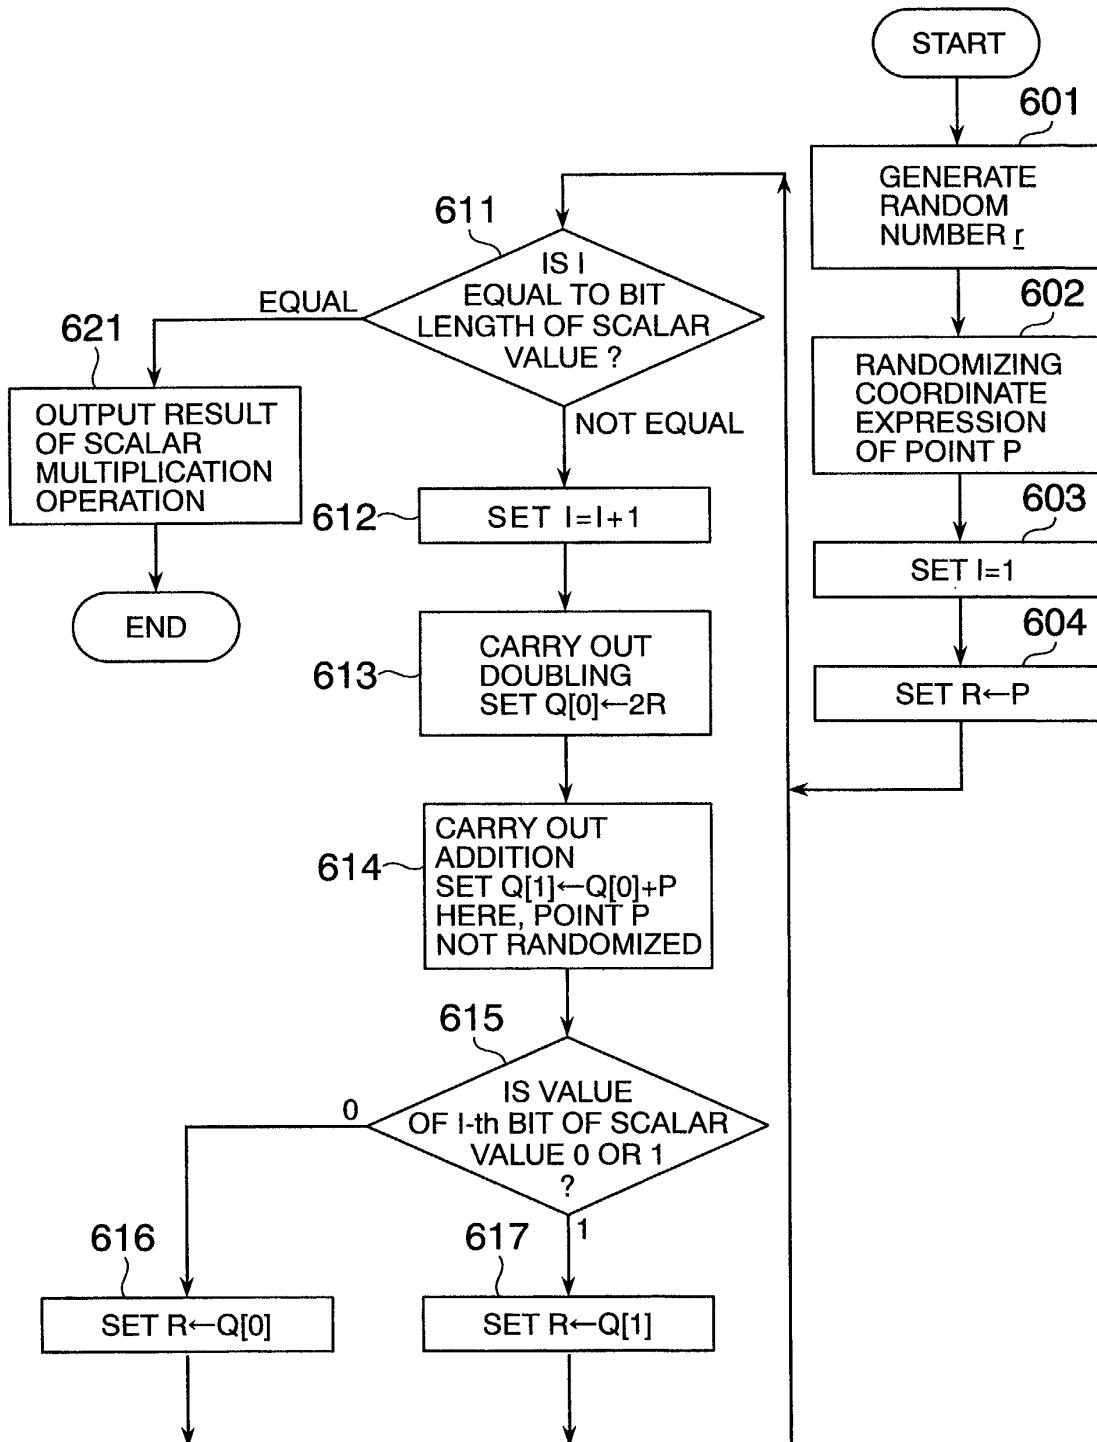 START
601
GENERATE
RANDOM
NUMBER r
602
RANDOMIZING
COORDINATE
EXPRESSION
OF POINT P
603
SET I=1
604
SET R←P
611
IS I
EQUAL TO BIT
LENGTH OF SCALAR
VALUE ?
EQUAL
621
OUTPUT RESULT
OF SCALAR
MULTIPLICATION
OPERATION
END
NOT EQUAL
612
SET I=I+1
613
CARRY OUT
DOUBLING
SET Q[0]←2R
614
CARRY OUT
ADDITION
SET Q[1]←Q[0]+P
HERE, POINT P
NOT RANDOMIZED
615
IS VALUE
OF I-th BIT OF SCALAR
VALUE 0 OR 1
?
0
1
616
SET R←Q[0]
617
SET R←Q[1]